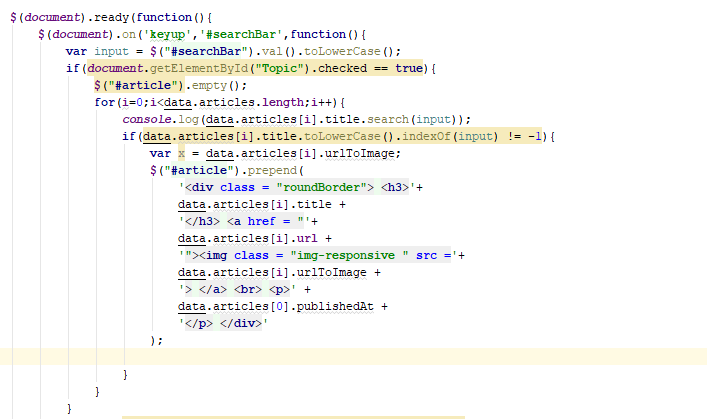 $(document).ready(function(){
$(document).on('keyup','#searchBar',function(){
var input = $("#searchBar").val().toLowerCase();
if(document.getElementById("Topic").checked == true){
$("#article").empty();
for(i=0;i<data.articles.length;i++){
console.log(data.articles[i].title.search(input));
if(data.articles[i].title.toLowerCase().indexOf(input) != -1){
var x = data.articles[i].urlToImage;
$("#article").prepend(
'<div class = "roundBorder"> <h3>'+
data.articles[i].title +
'</h3> <a href = "'+
data.articles[i].url +
'"><img class = "img-responsive " src ='+
data.articles[i].urlToImage +
'> </a> <br> <p>' +
data.articles[0].publishedAt +
'</p> </div>'
);
}
}
}